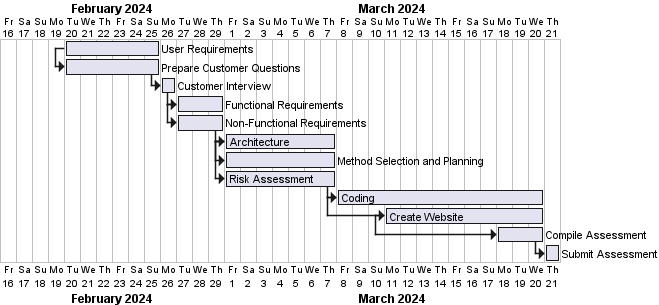 February 2024 March 2024
Fr Sa Su Mo Tu We Th Fr Sa Su Mo Tu We Th Fr Sa Su Mo Tu We Th Fr Sa Su Mo Tu We Th Fr Sa Su Mo Tu We Th
16 17 18 19 20 21 22 23 24 25 26 27 28 29 1 2 3 4 5 6 7 8 9 10 11 12 13 14 15 16 17 18 19 20 21
User Requirements
Prepare Customer Questions
Customer Interview
Functional Requirements
Non-Functional Requirements
Architecture
Method Selection and Planning
Risk Assessment
Coding
Create Website
Compile Assessment
Submit Assessment
Fr Sa Su Mo Tu We Th Fr Sa Su Mo Tu We Th Fr Sa Su Mo Tu We Th Fr Sa Su Mo Tu We Th Fr Sa Su Mo Tu We Th
16 17 18 19 20 21 22 23 24 25 26 27 28 29 1 2 3 4 5 6 7 8 9 10 11 12 13 14 15 16 17 18 19 20 21
February 2024 March 2024